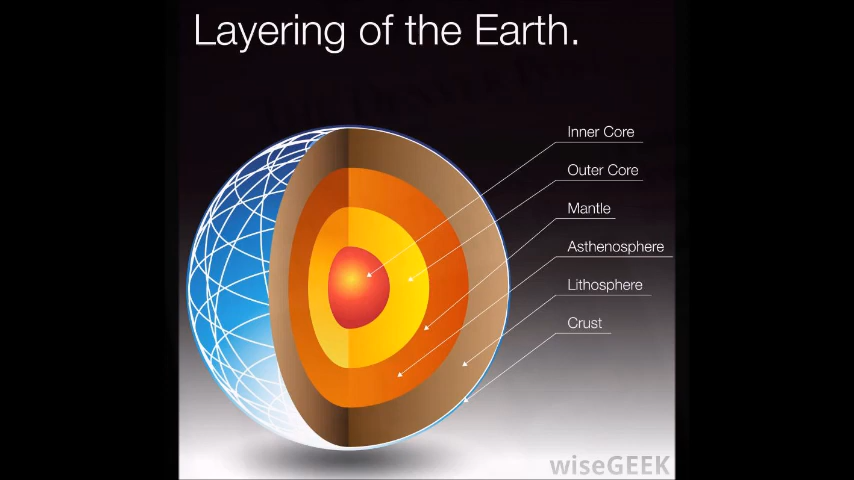 Layering of the Earth.
Inner Core
Outer Core
Mantle
Asthenosphere
Lithosphere
Crust
wiseGEEK